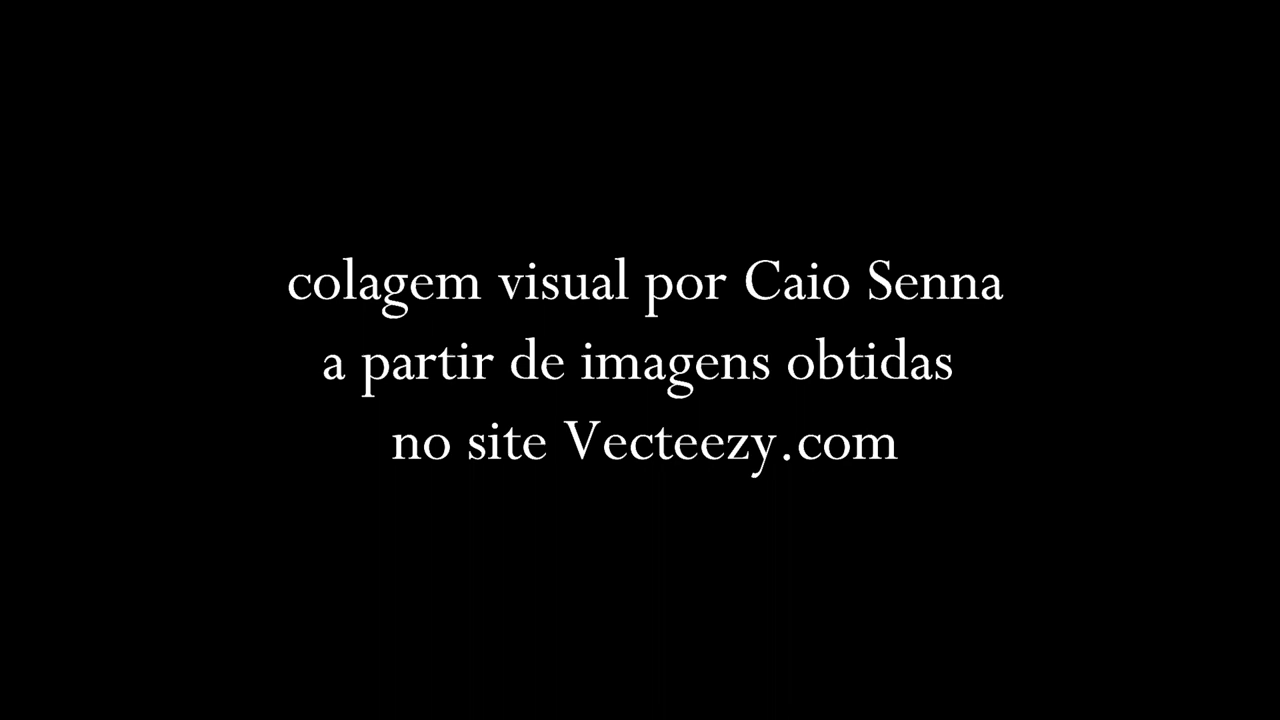 colagem visual por Caio Senna
a partir de imagens obtidas
no site Vecteezy.com